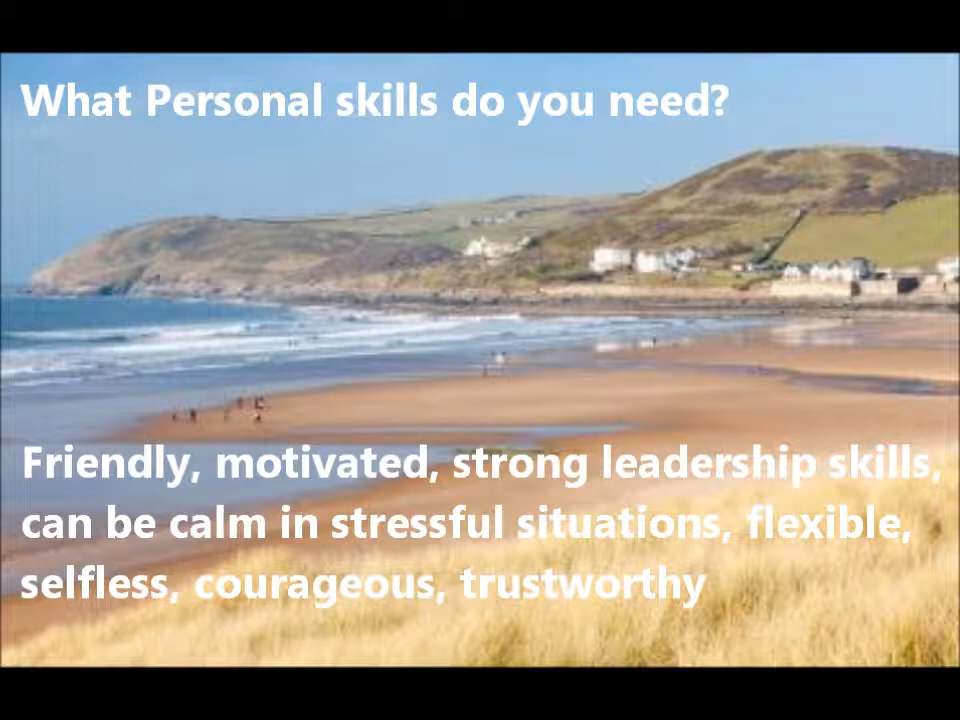 What Personal skills do you need?
Friendly, motivated, strong leadership skills,
can be calm in stressful situations, flexible,
selfless, courageous, trustworthy